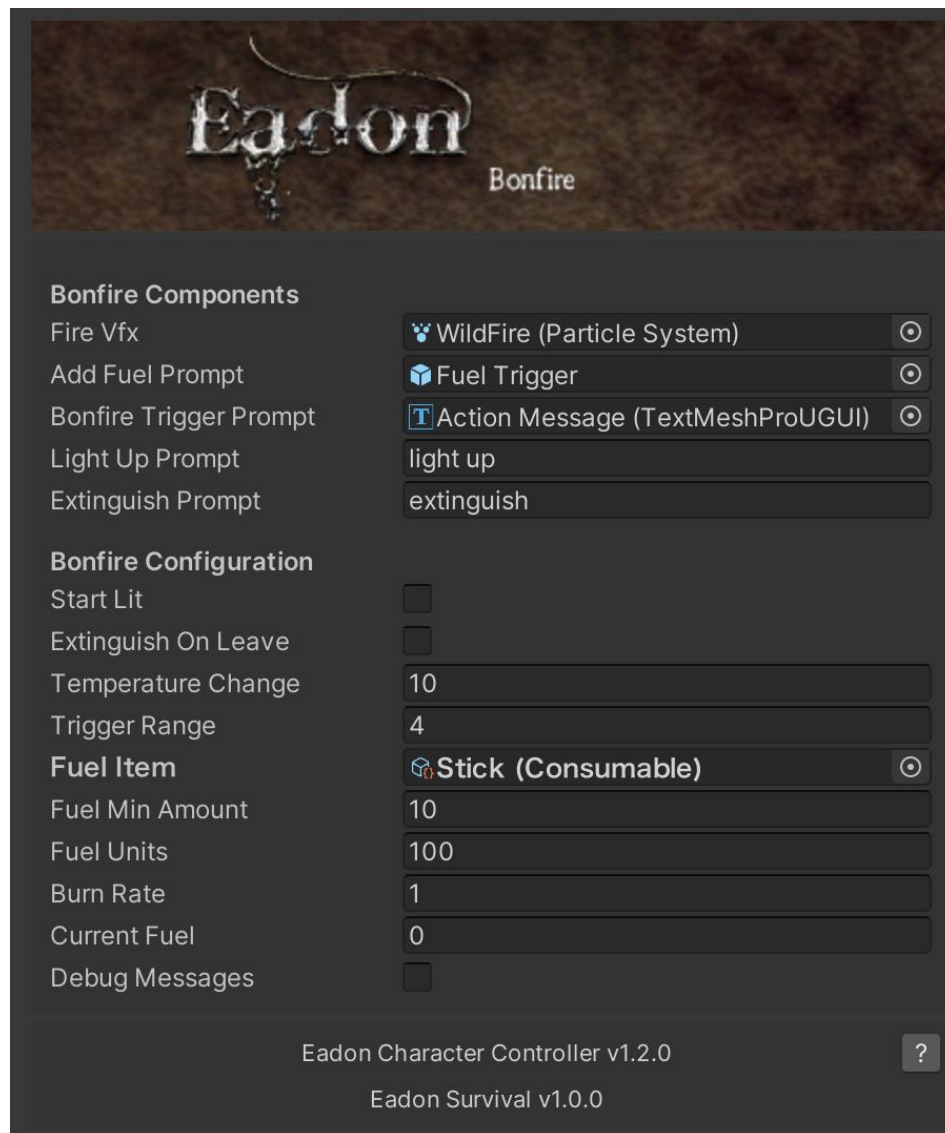 Eadon
Bonfire
Bonfire Components
Fire Vfx WildFire (Particle System)
Add Fuel Prompt Fuel Trigger
Bonfire Trigger Prompt Action Message (TextMeshProUGUI)
Light Up Prompt light up
Extinguish Prompt extinguish
Bonfire Configuration
Start Lit
Extinguish On Leave
Temperature Change 10
Trigger Range 4
Fuel Item Stick (Consumable)
Fuel Min Amount 10
Fuel Units 100
Burn Rate 1
Current Fuel 0
Debug Messages
Eadon Character Controller v1.2.0 ?
Eadon Survival v1.0.0